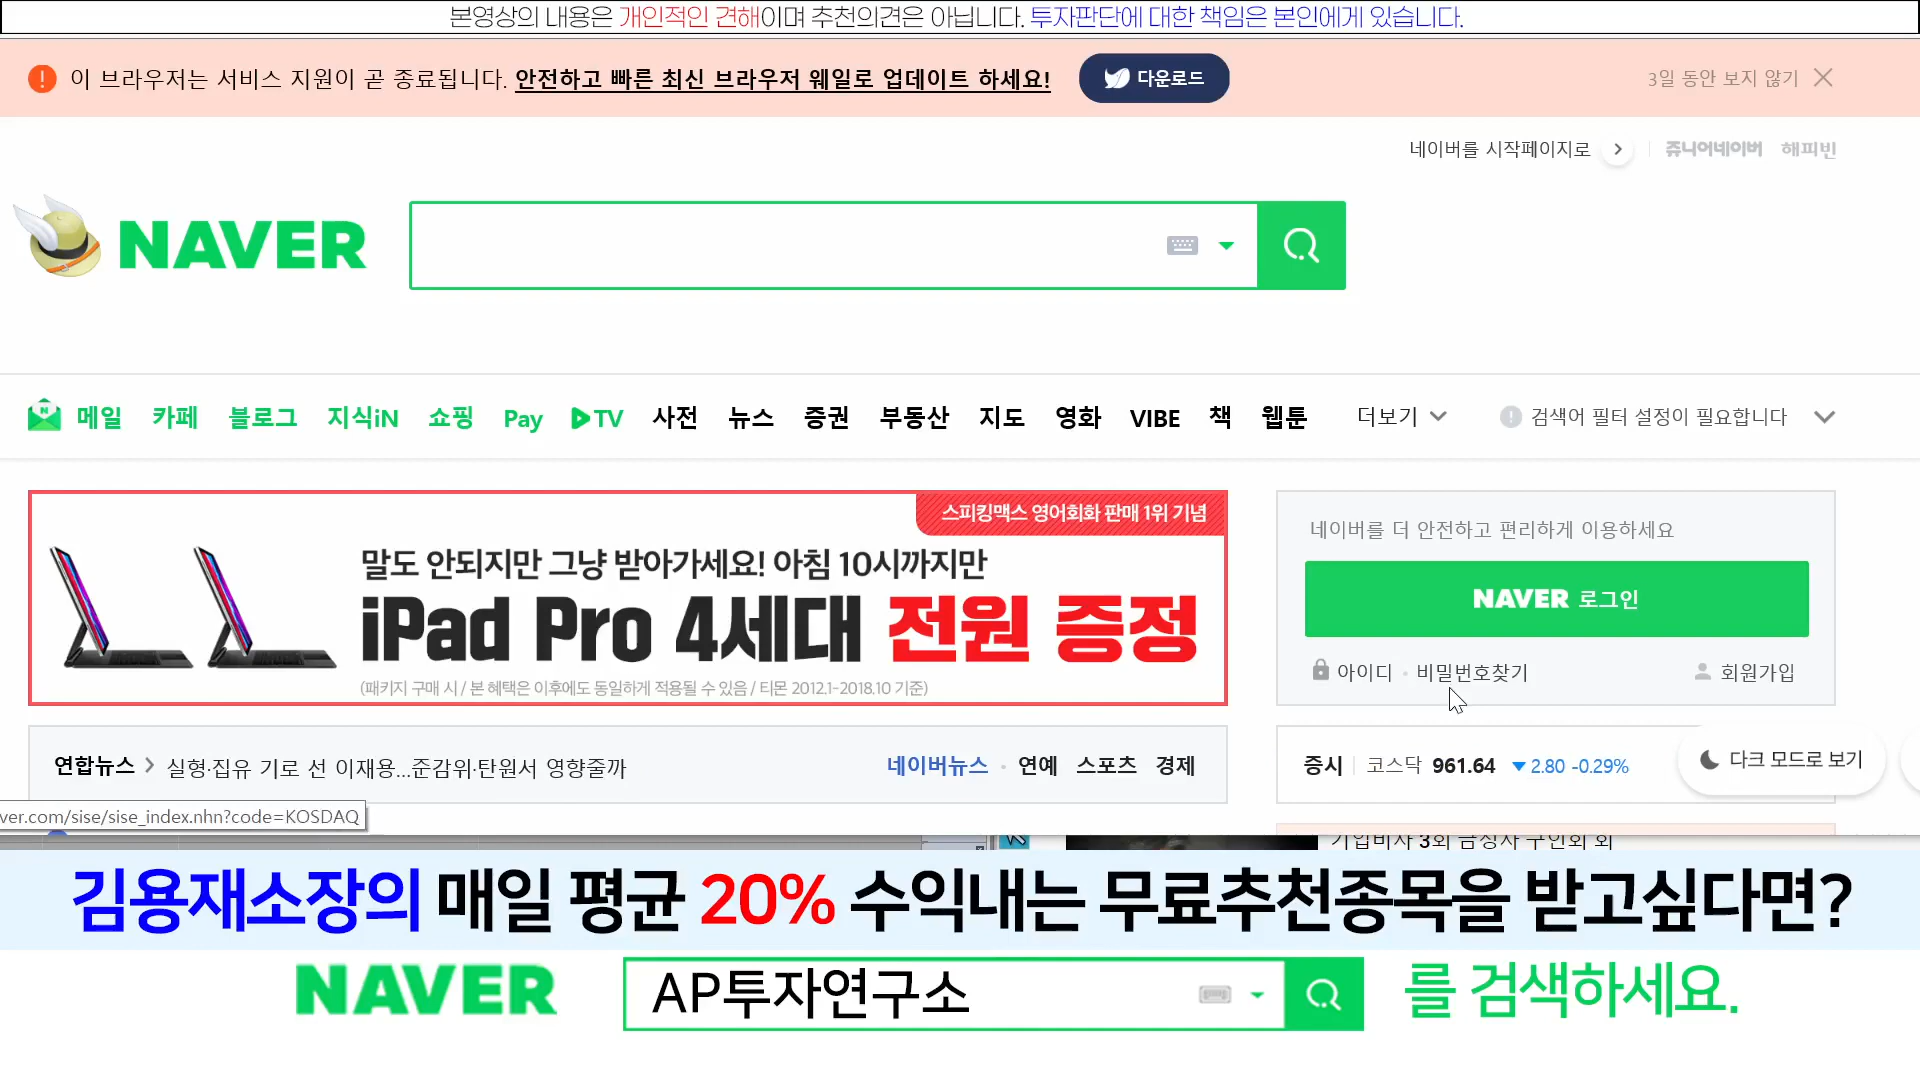 본영상의 내용은 개인적인 견해이며 추천의견은 아닙니다. 투자판단에 대한 책임은 본인에게 있습니다.
이 브라우저는 서비스 지원이 곧 종료됩니다. 안전하고 빠른 최신 브라우저 웨일로 업데이트 하세요! 다운로드 3일 동안 보지 않기
네이버를 시작페이지로 쥬니어네이버 해피빈
NAVER
메일 카페 블로그 지식iN 쇼핑 Pay TV 사전 뉴스 증권 부동산 지도 영화 VIBE 책 웹툰 더보기 검색어 필터 설정이 필요합니다
스피킹맥스 영어회화 판매 1위 기념
말도 안되지만 그냥 받아가세요! 아침 10시까지만
iPad Pro 4세대 전원 증정
(패키지 구매 시 / 본 혜택은 이후에도 동일하게 적용될 수 있음 / 티몬 2012.1-2018.10 기준)
네이버를 더 안전하고 편리하게 이용하세요
NAVER 로그인
아이디 · 비밀번호찾기 회원가입
연합뉴스 > 실형·집유 기로 선 이재용...준감위·탄원서 영향줄까 네이버뉴스 · 연예 스포츠 경제
증시 코스닥 961.64 ▼ 2.80 -0.29% 다크 모드로 보기
ver.com/sise/sise_index.nhn?code=KOSDAQ
김용재소장의 매일 평균 20% 수익내는 무료추천종목을 받고싶다면?
NAVER AP투자연구소 를 검색하세요.